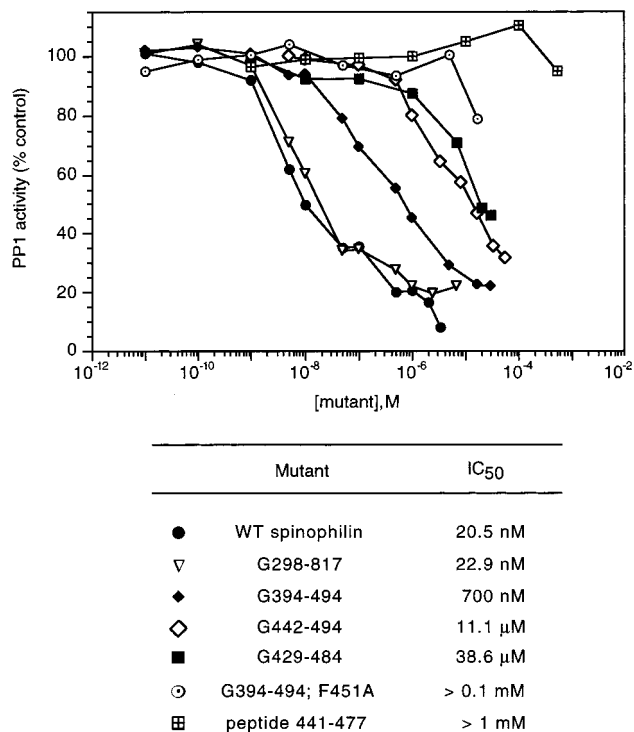 PP1 activity (% control)
100
80
60
40
20
0
10-12
10-10
10-8
10-6
10-4
10-2
[mutant],M
Mutant IC50
WT spinophilin 20.5 nM
G298-817 22.9 nM
G394-494 700 nM
G442-494 11.1 μM
G429-484 38.6 μM
G394-494; F451A > 0.1 mM
peptide 441-477 > 1 mM